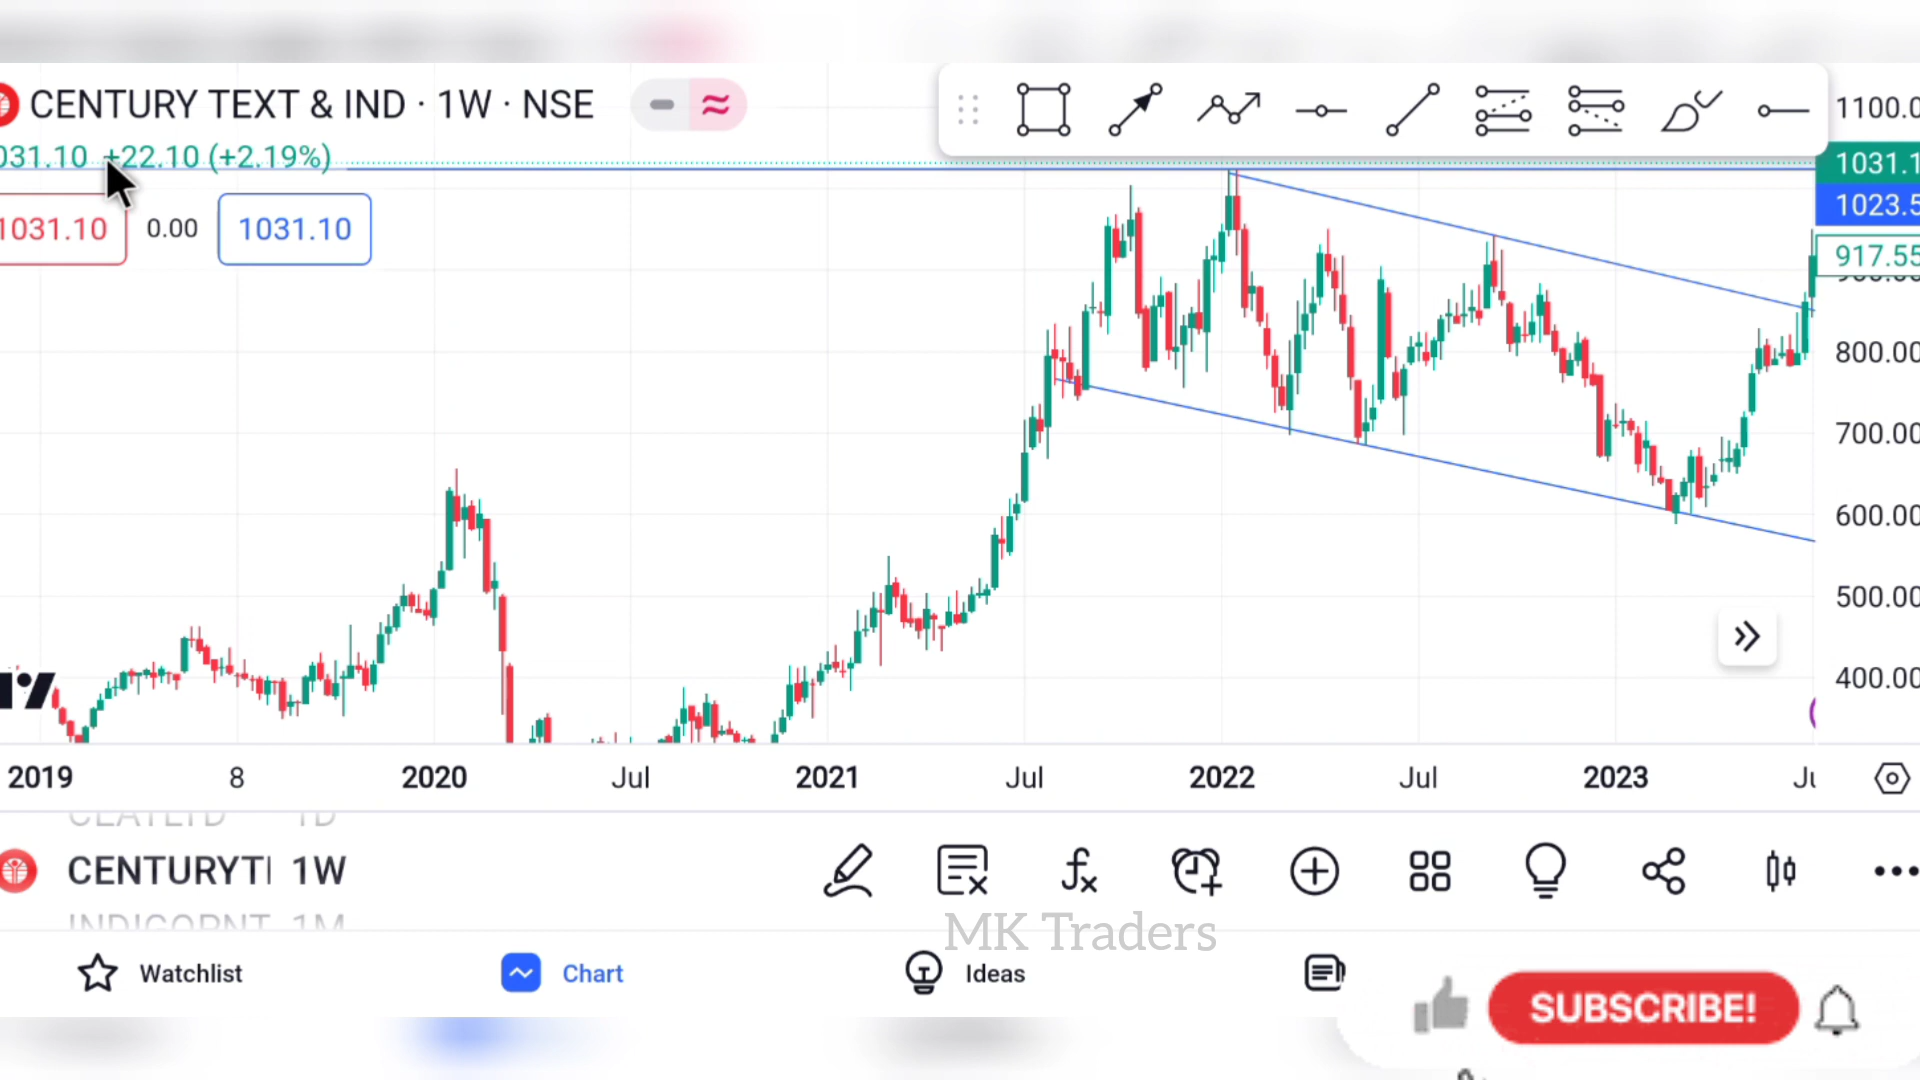 CENTURY TEXT & IND · 1W · NSE
1100.0
031.10 +22.10 (+2.19%)
1031.1
1023.5
1031.10 0.00 1031.10
917.55
800.00
700.00
600.00
500.00
400.00
2019 8 2020 Jul 2021 Jul 2022 Jul 2023
CENTURYTI 1W
1M
MK Traders
Watchlist Chart Ideas
SUBSCRIBE!